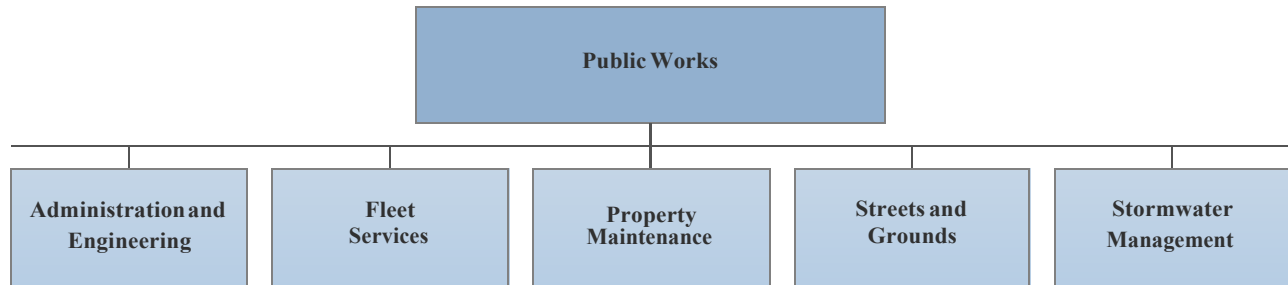 Public Works
Administration and
Engineering
Fleet
Services
Property
Maintenance
Streets and
Grounds
Stormwater
Management